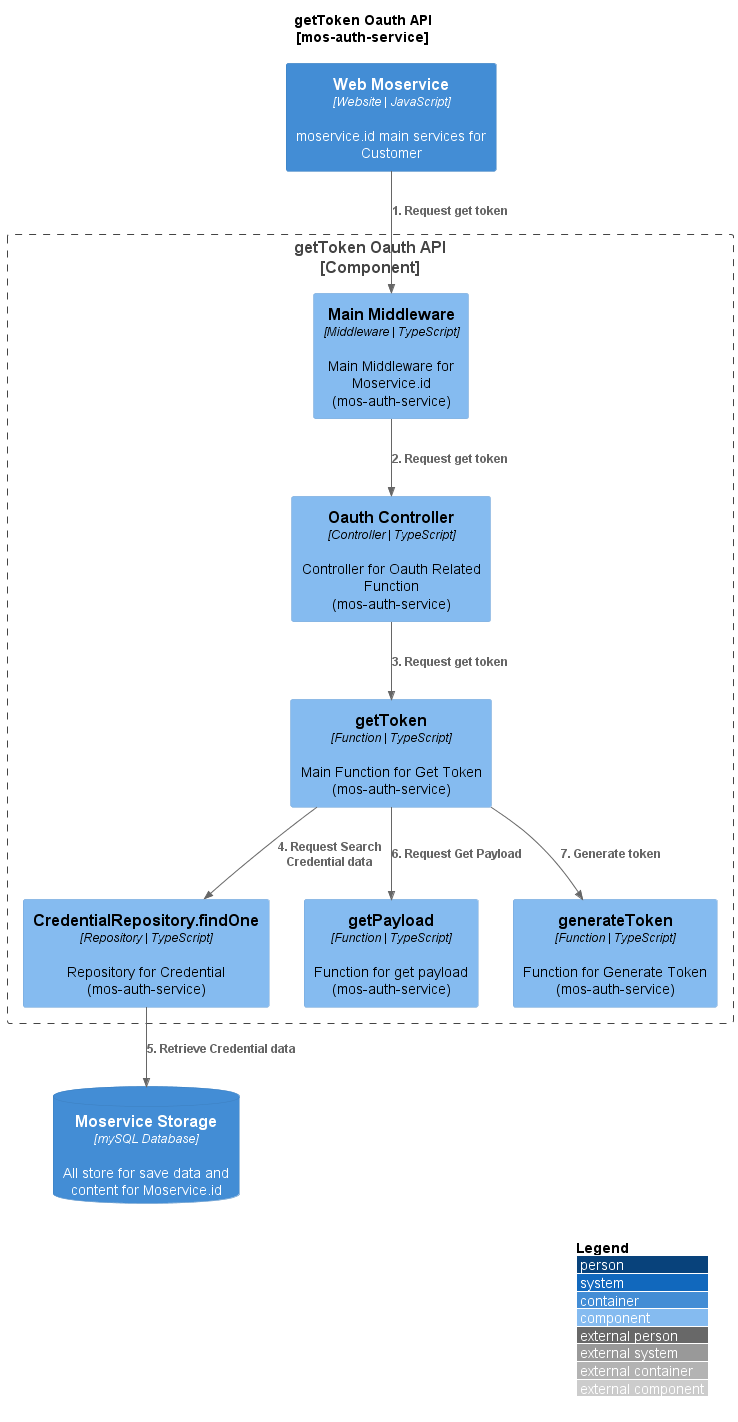 getToken Oauth API
[mos-auth-service]
Web Moservice
[Website | JavaScript]
moservice.id main services for
Customer
1. Request get token
getToken Oauth API
[Component]
Main Middleware
[Middleware | TypeScript]
Main Middleware for
Moservice.id
(mos-auth-service)
2. Request get token
Oauth Controller
[Controller | TypeScript]
Controller for Oauth Related
Function
(mos-auth-service)
3. Request get token
getToken
[Function | TypeScript]
Main Function for Get Token
(mos-auth-service)
4. Request Search
Credential data
6. Request Get Payload
7. Generate token
CredentialRepository.findOne
[Repository | TypeScript]
Repository for Credential
(mos-auth-service)
getPayload
[Function | TypeScript]
Function for get payload
(mos-auth-service)
generateToken
[Function | TypeScript]
Function for Generate Token
(mos-auth-service)
5. Retrieve Credential data
Moservice Storage
[mySQL Database]
All store for save data and
content for Moservice.id
Legend
person
system
container
component
external person
external system
external container
external component